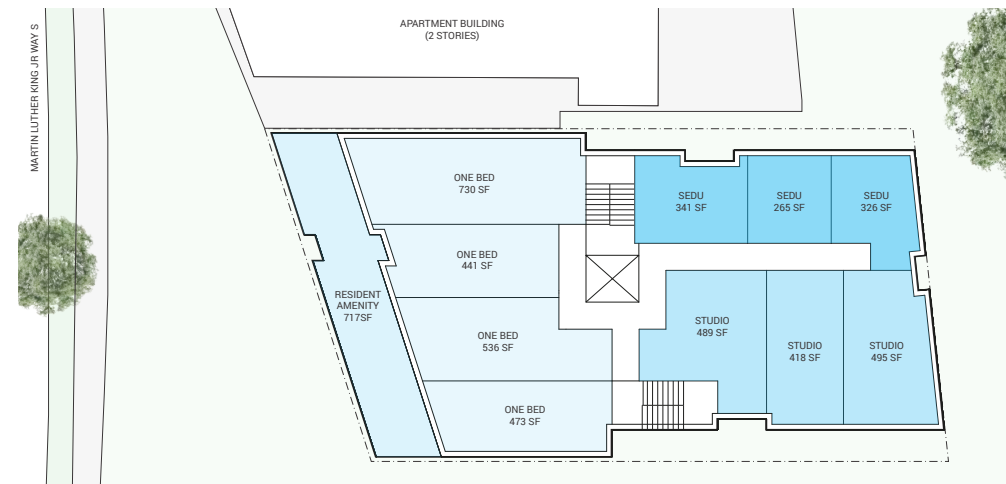 APARTMENT BUILDING
(2 STORIES)
MARTIN LUTHER KING JR WAY S
ONE BED
730 SF
SEDU
341 SF
SEDU
265 SF
SEDU
326 SF
ONE BED
441 SF
RESIDENT
AMENITY
717SF
ONE BED
536 SF
STUDIO
489 SF
STUDIO
418 SF
STUDIO
495 SF
ONE BED
473 SF